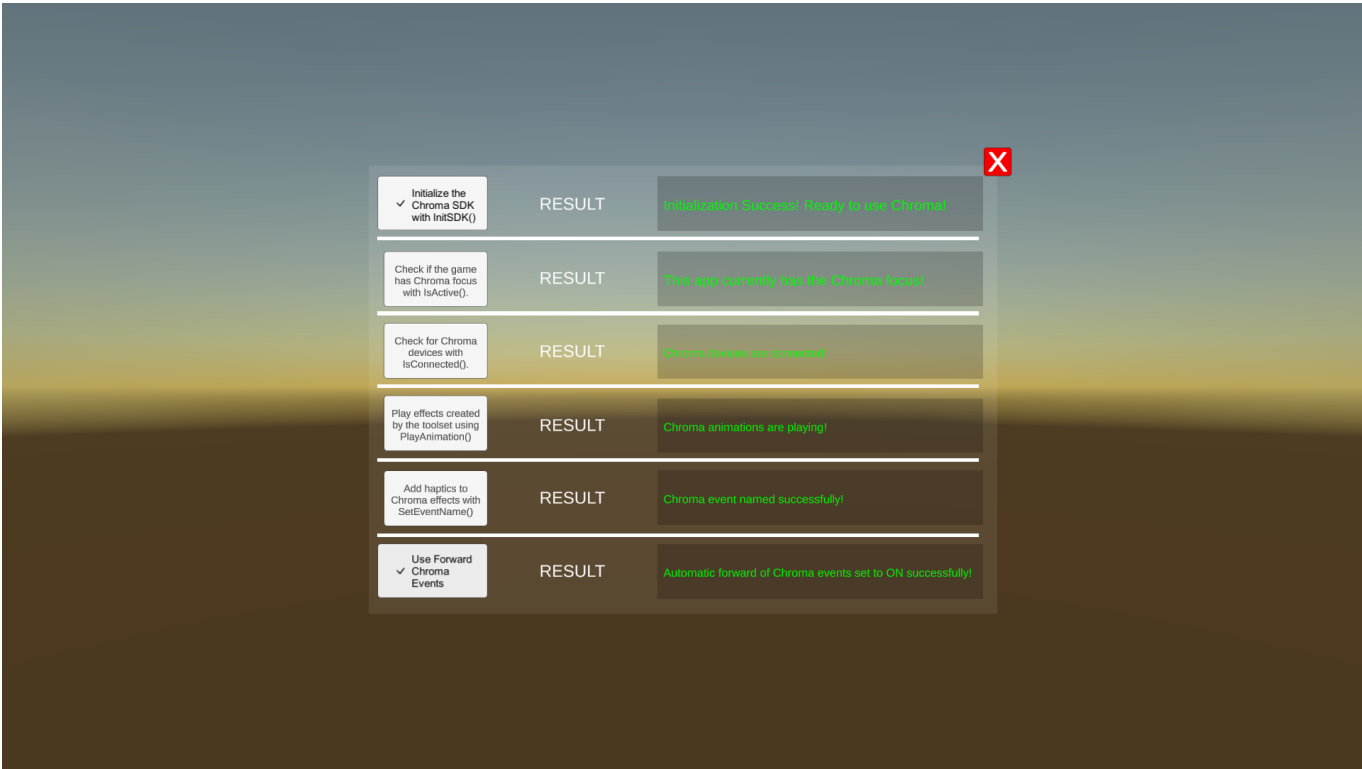 X
Initialize the
Chroma SDK
with InitSDK()
RESULT
Initialization Success! Ready to use Chroma!
Check if the game
has Chroma focus
with IsActive().
RESULT
This app currently has the Chroma focus!
Check for Chroma
devices with
IsConnected().
RESULT
Chroma devices are connected!
Play effects created
by the toolset using
PlayAnimation()
RESULT
Chroma animations are playing!
Add haptics to
Chroma effects with
SetEventName()
RESULT
Chroma event named successfully!
Use Forward
Chroma
Events
RESULT
Automatic forward of Chroma events set to ON successfully!